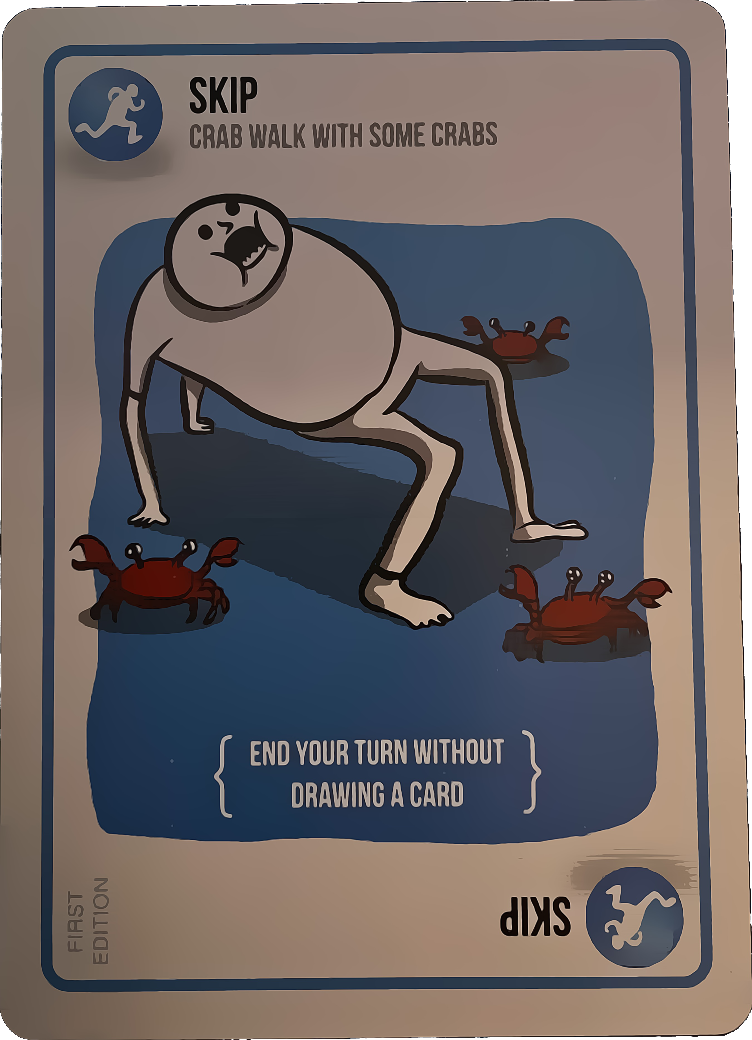 SKIP
CRAB WALK WITH SOME CRABS
END YOUR TURN WITHOUT
DRAWING A CARD
FIRST
EDITION
SKIP